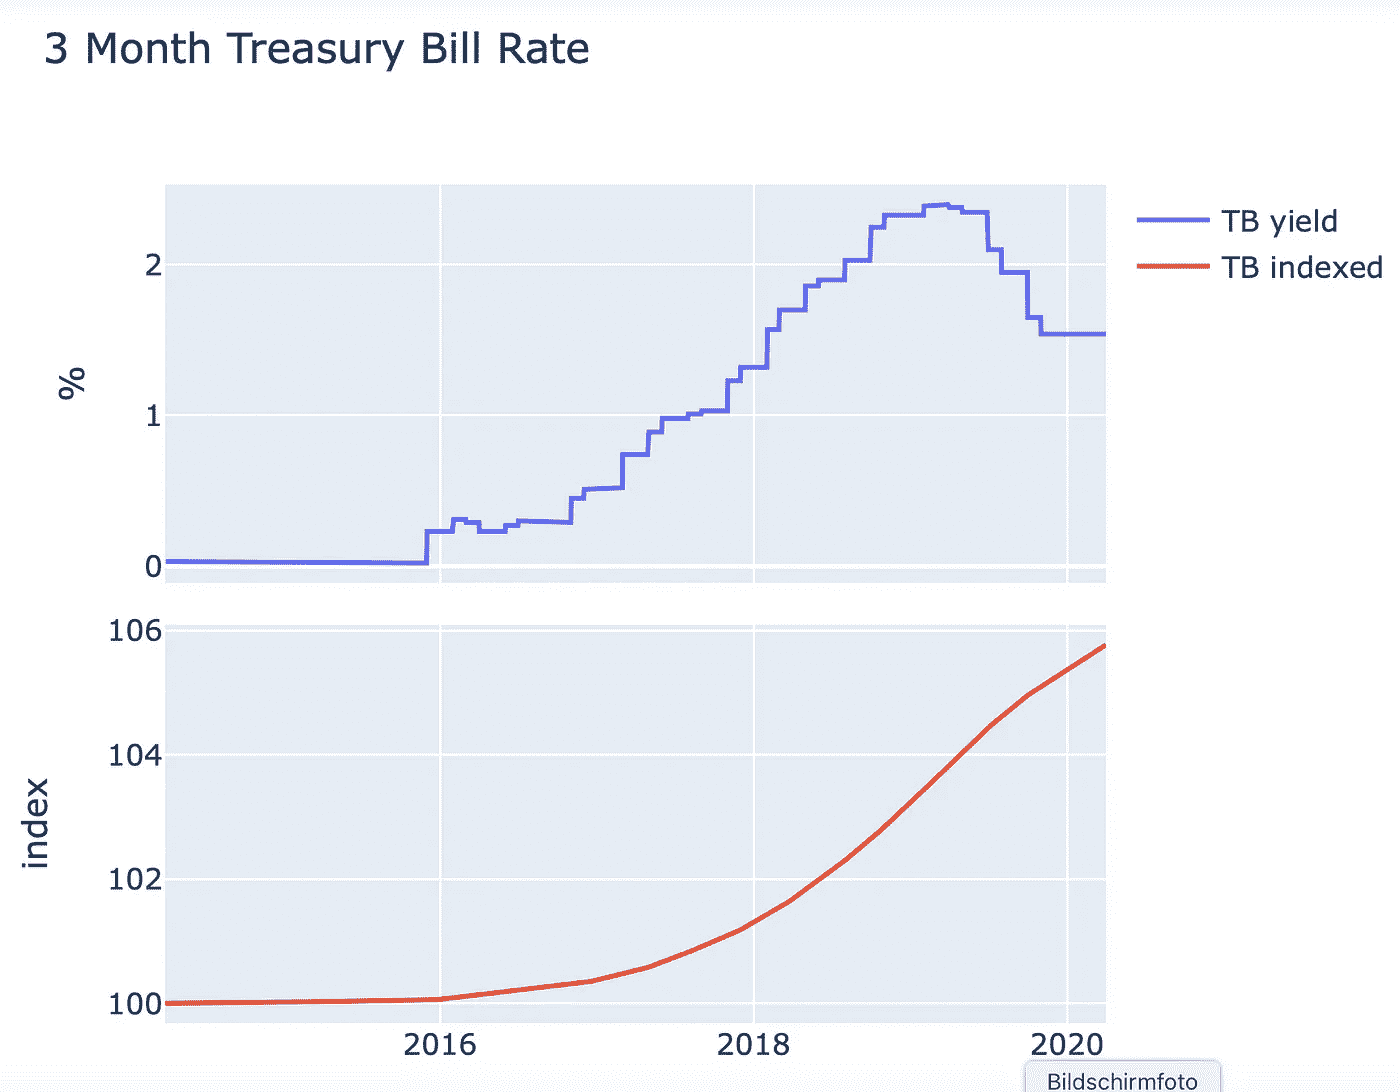 3 Month Treasury Bill Rate
TB yield
TB indexed
2
1
0
%
106
104
102
100
index
2016 2018 2020
Bildschirmfoto